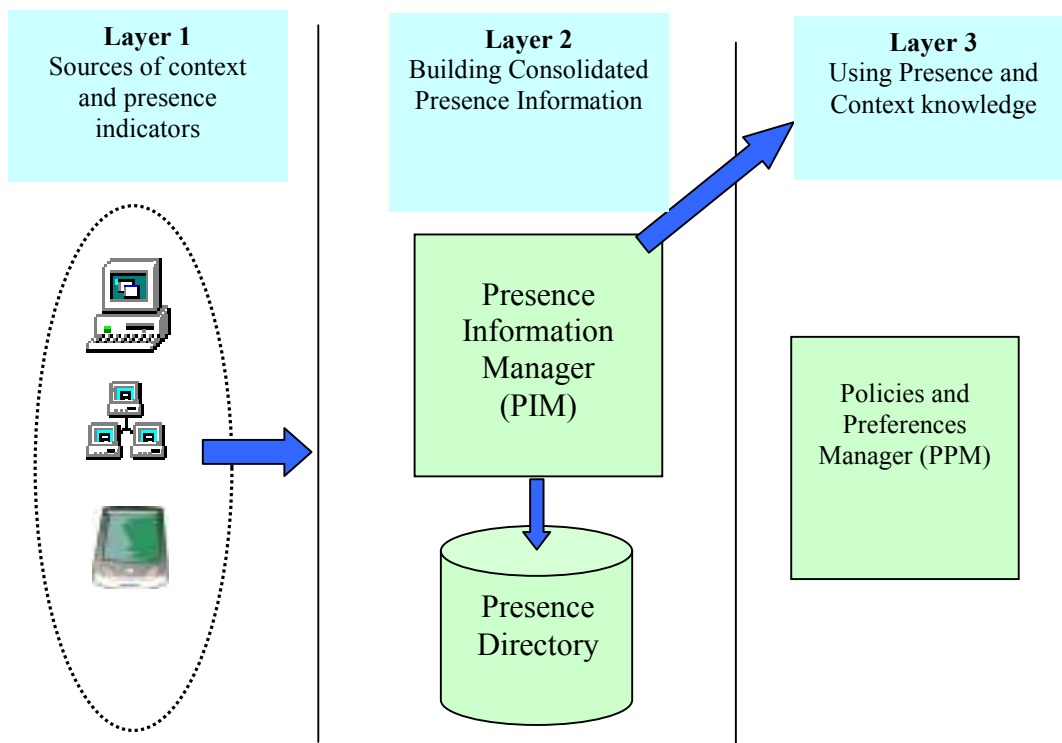 Layer 1
Sources of context
and presence
indicators
Layer 2
Building Consolidated
Presence Information
Layer 3
Using Presence and
Context knowledge
Presence
Information
Manager
(PIM)
Policies and
Preferences
Manager (PPM)
Presence
Directory